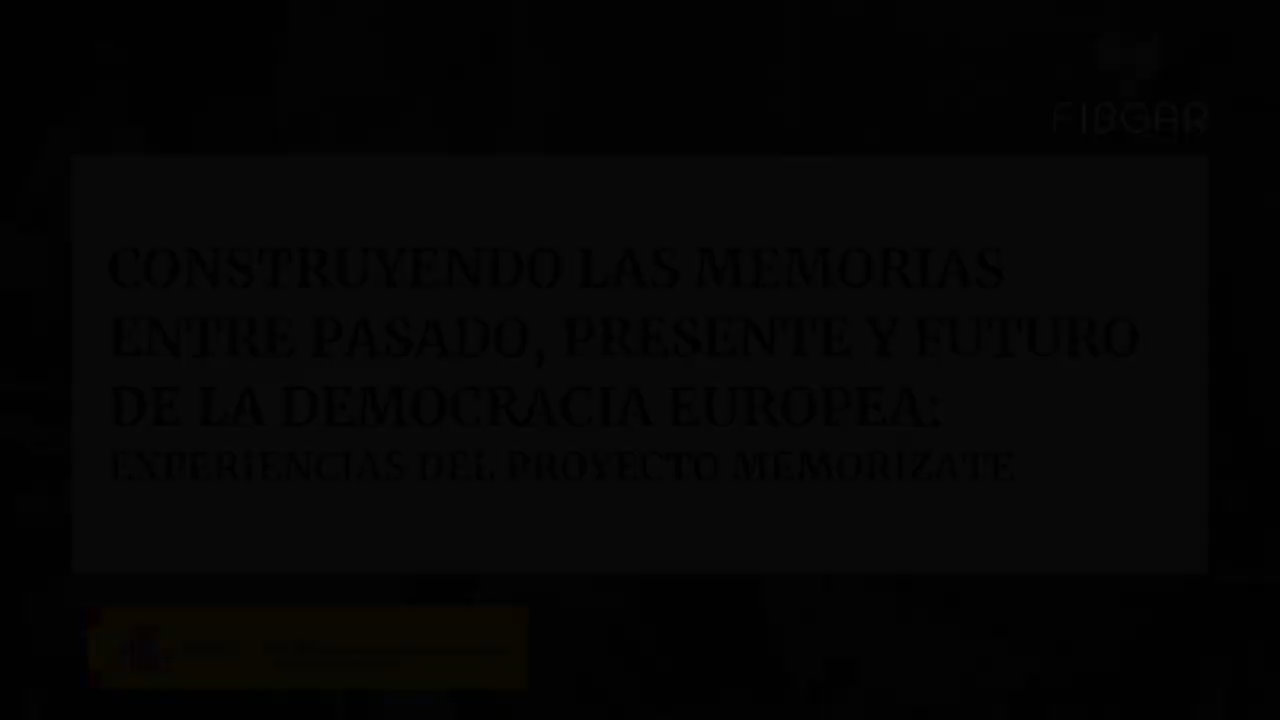 FIBGAR
CONSTRUYENDO LAS MEMORIAS
ENTRE PASADO, PRESENTE Y FUTURO
DE LA DEMOCRACIA EUROPEA:
EXPERIENCIAS DEL PROYECTO MEMORIZATE